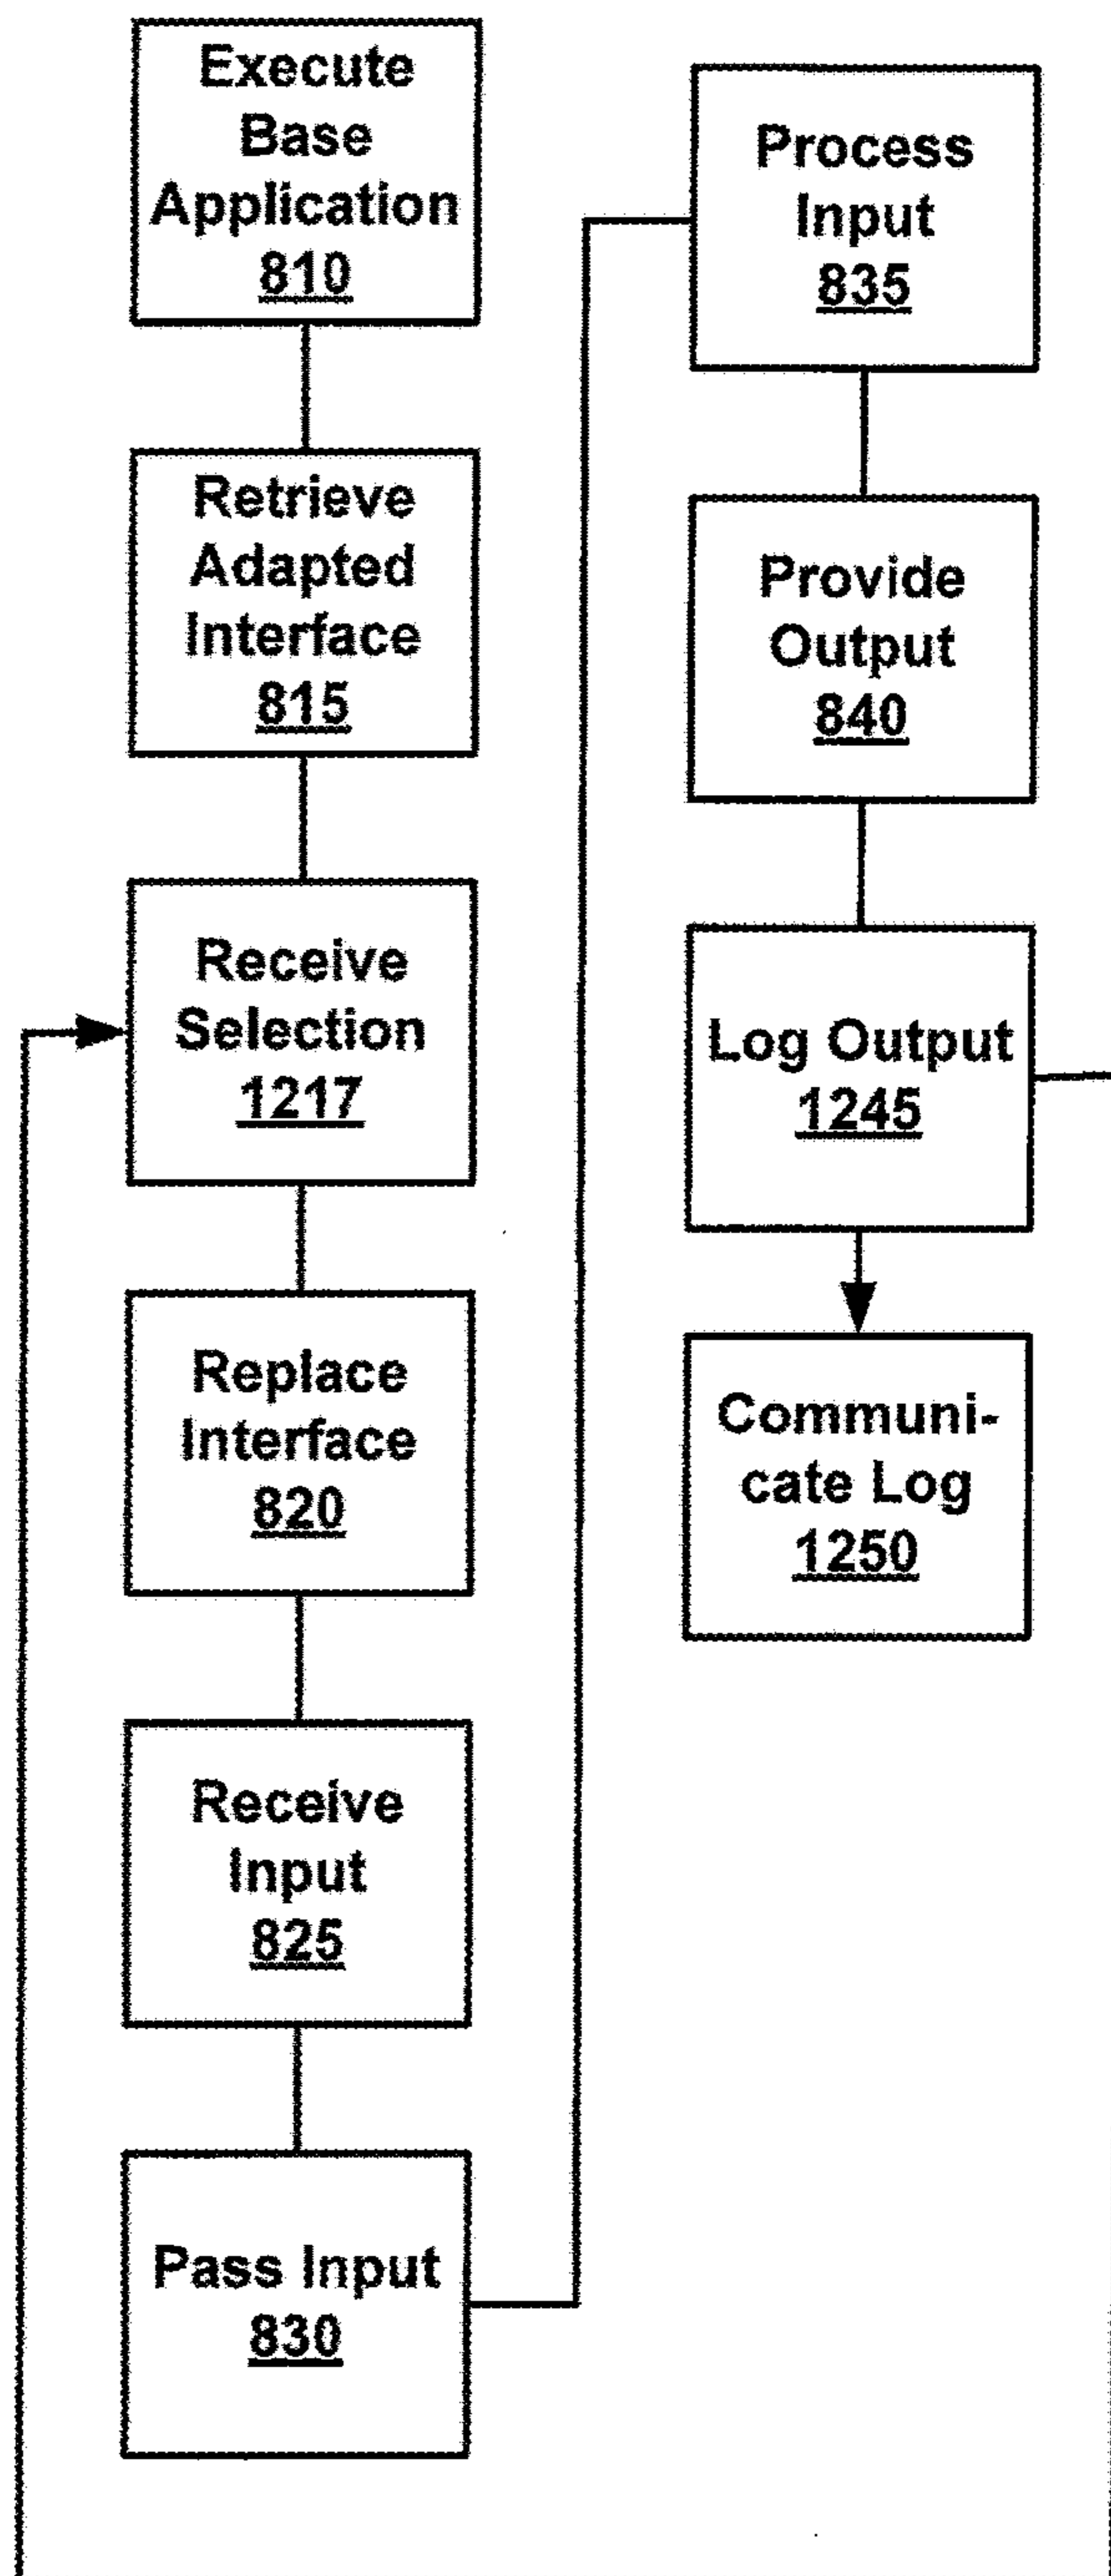 Execute
Base
Application
810
Retrieve
Adapted
Interface
815
Receive
Selection
1217
Replace
Interface
820
Receive
Input
825
Pass Input
830
Process
Input
835
Provide
Output
840
Log Output
1245
Communi-
cate Log
1250